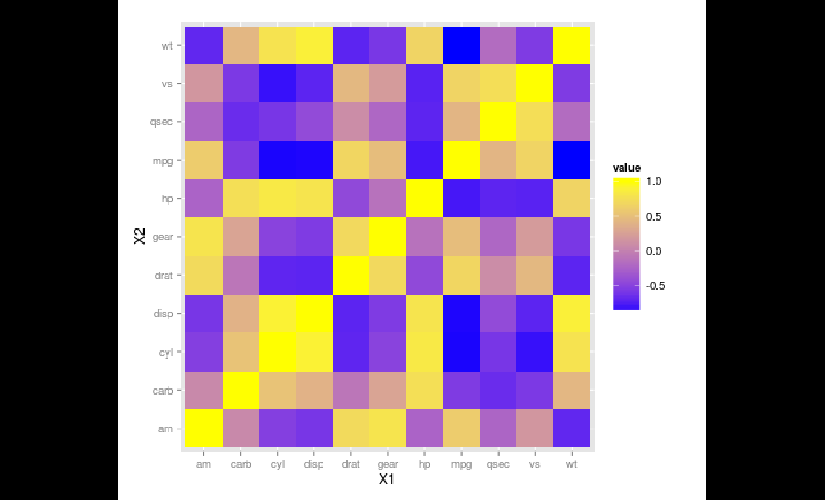 wt
vs
qsec
mpg
hp
gear
drat
disp
cyl
carb
am
X2
am carb cyl disp drat gear hp mpg qsec vs wt
X1
value
1.0
0.5
0.0
-0.5